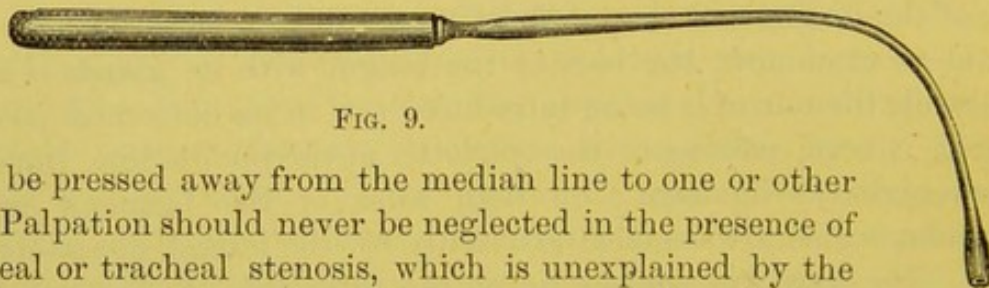 FIG. 9.
be pressed away from the median line to one or other
Palpation should never be neglected in the presence of
eal or tracheal stenosis, which is unexplained by the